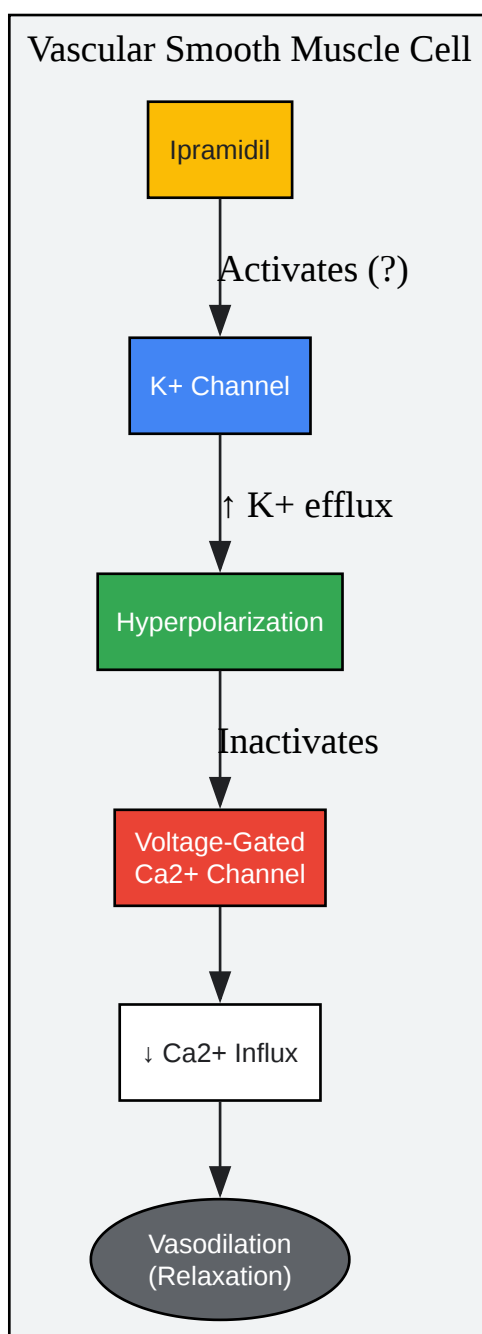 Vascular Smooth Muscle Cell
Ipramidil
Activates (?)
K+ Channel
↑ K+ efflux
Hyperpolarization
Inactivates
Voltage-Gated
Ca2+ Channel
↓ Ca2+ Influx
Vasodilation
(Relaxation)